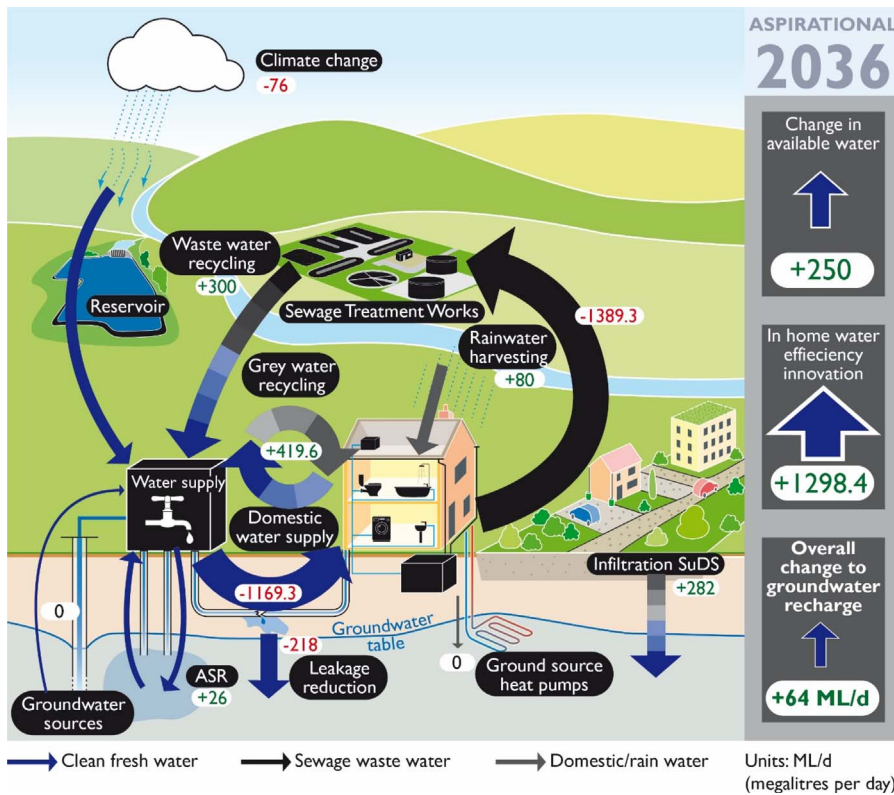 ASPIRATIONAL
2036
Climate change
-76
Change in
available water
+250
Waste water
recycling
+300
Reservoir
Sewage Treatment Works
-1389.3
Rainwater
harvesting
+80
In home water
effieciency
innovation
+1298.4
Grey water
recycling
+419.6
Water supply
Domestic
water supply
Infiltration SuDS
+282
Overall
change to
groundwater
recharge
+64 ML/d
-1169.3
0
Groundwater
table
-218
Leakage
reduction
0
Ground source
heat pumps
ASR
+26
Groundwater
sources
Clean fresh water
Sewage waste water
Domestic/rain water
Units: ML/d
(megalitres per day)